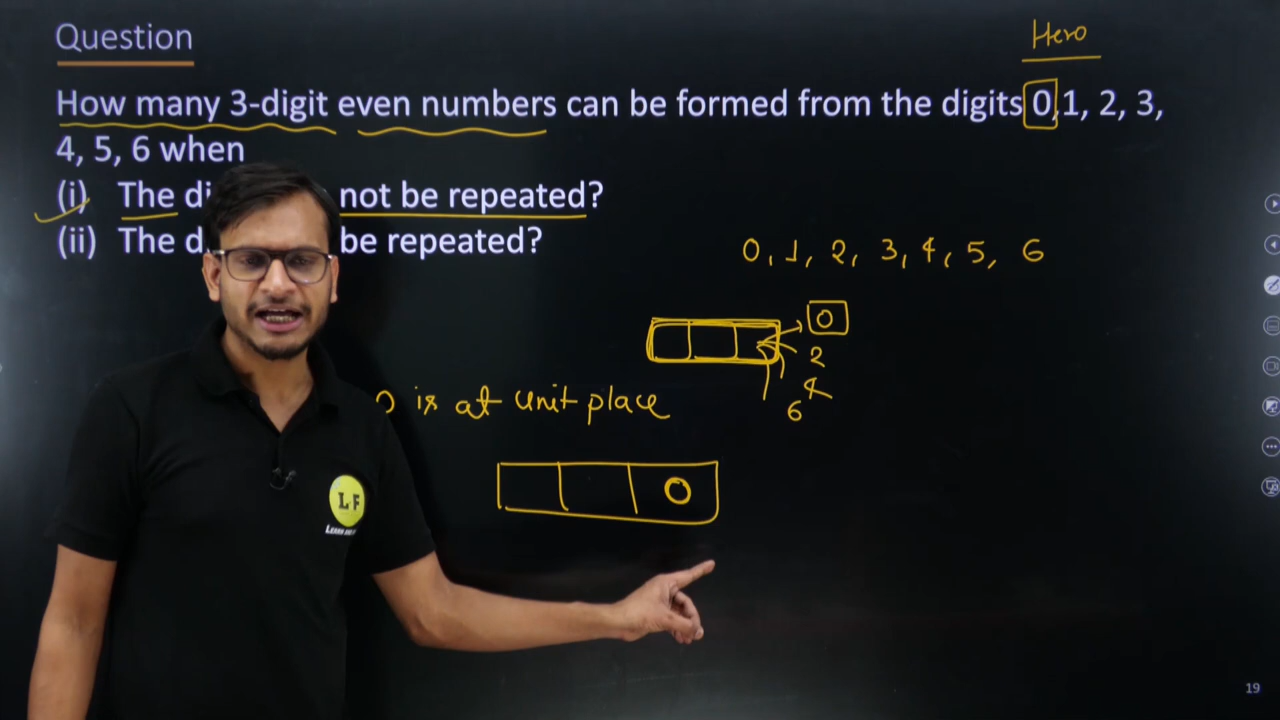 Question
Hero
How many 3-digit even numbers can be formed from the digits 0,1, 2, 3,
4, 5, 6 when
(i) The not be repeated?
(ii) The be repeated?
0, 1, 2, 3, 4, 5, 6
0
2
4
6
0 is at unit place
0
LF
19